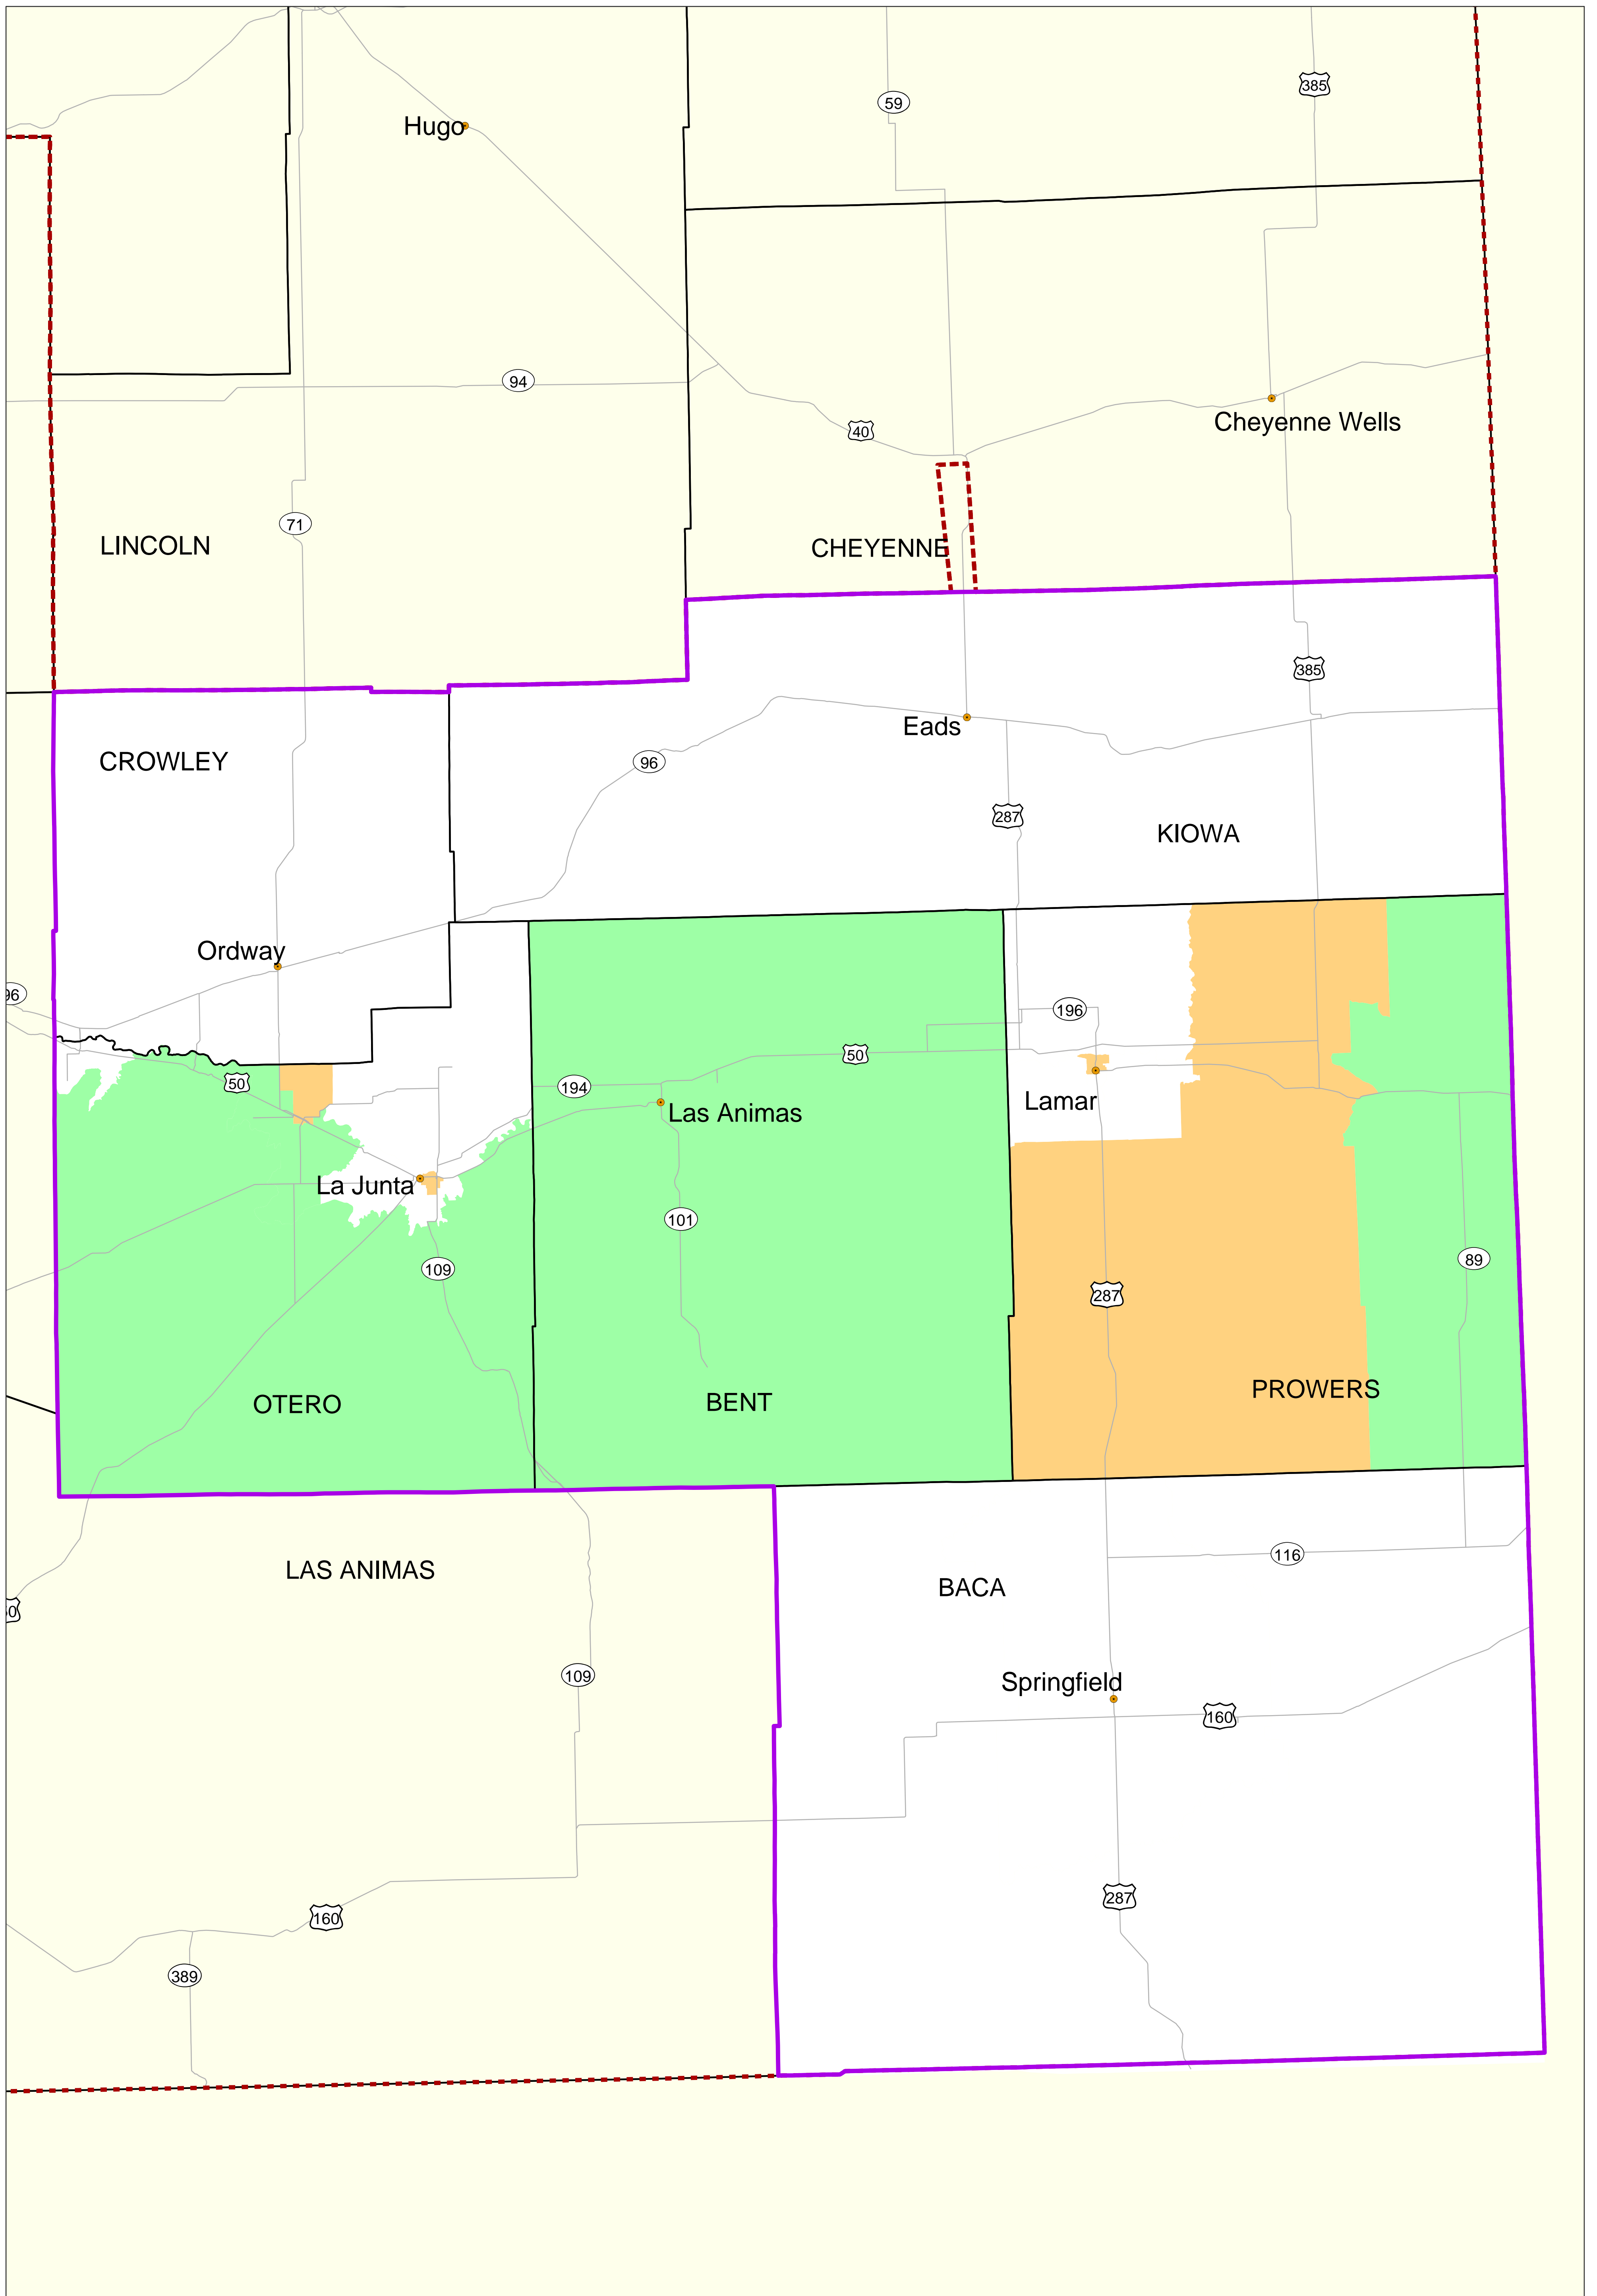 385
59
Hugo
94
Cheyenne Wells
40
71
LINCOLN
CHEYENNE
385
Eads
CROWLEY
96
287
KIOWA
Ordway
96
196
50
50
194
Lamar
Las Animas
La Junta
101
109
89
287
PROWERS
OTERO
BENT
116
LAS ANIMAS
BACA
109
Springfield
160
287
160
389